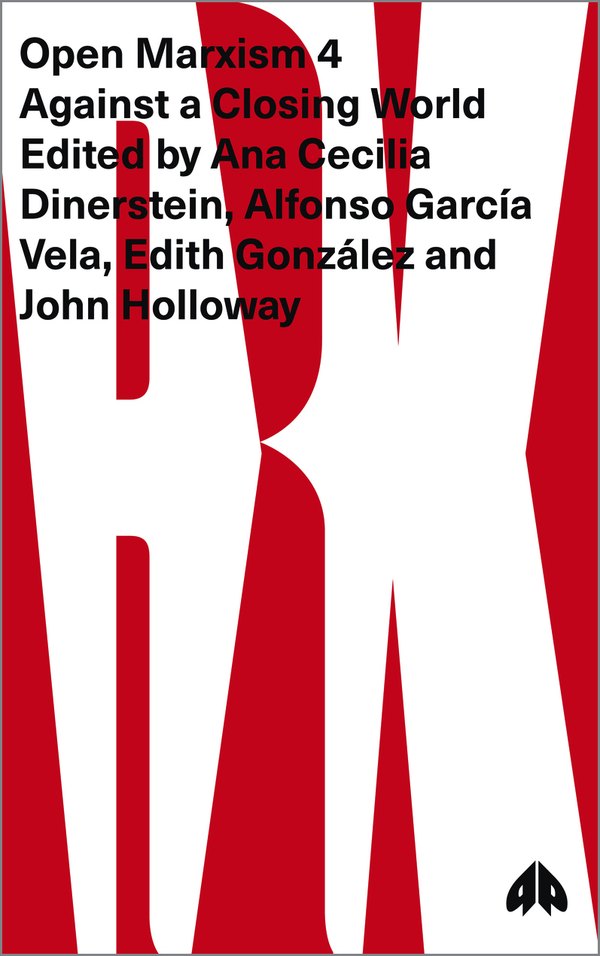 Open Marxism 4
Against a Closing World
Edited by Ana Cecilia
Dinerstein, Alfonso García
Vela, Edith González and
John Holloway
RX